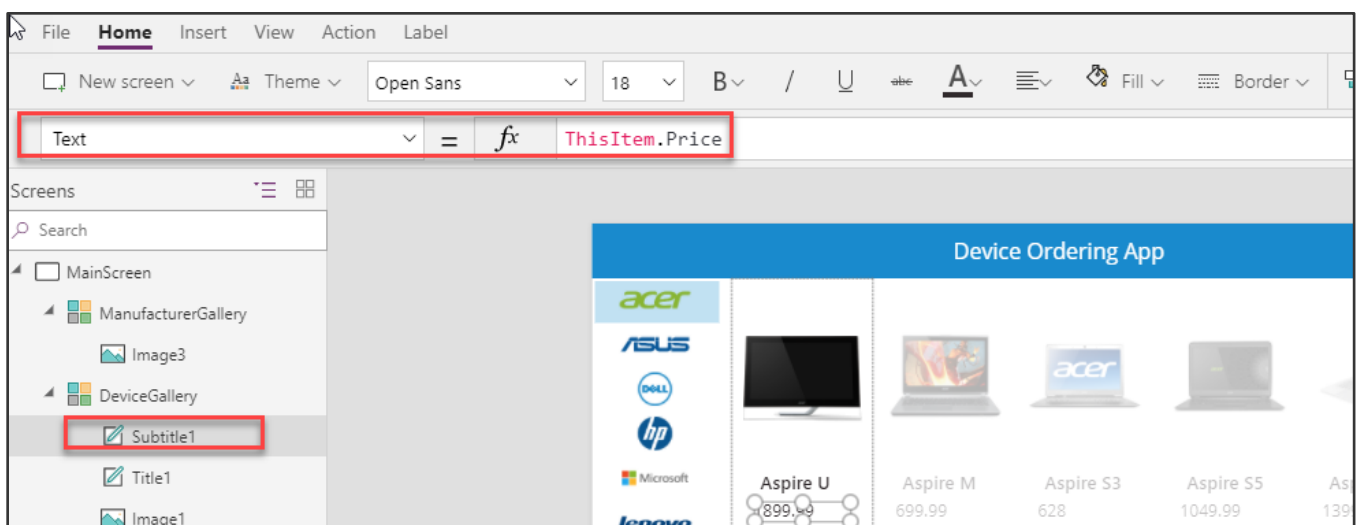 File Home Insert View Action Label
New screen Aa Theme Open Sans 18 B / U abc A Fill Border
Text = fx ThisItem.Price
Screens
Search
MainScreen
ManufacturerGallery
Image3
DeviceGallery
Subtitle1
Title1
Image1
Device Ordering App
acer
ASUS
DELL
hp
Microsoft
lenovo
acer
Aspire U Aspire M Aspire S3 Aspire S5
899.99 699.99 628 1049.99